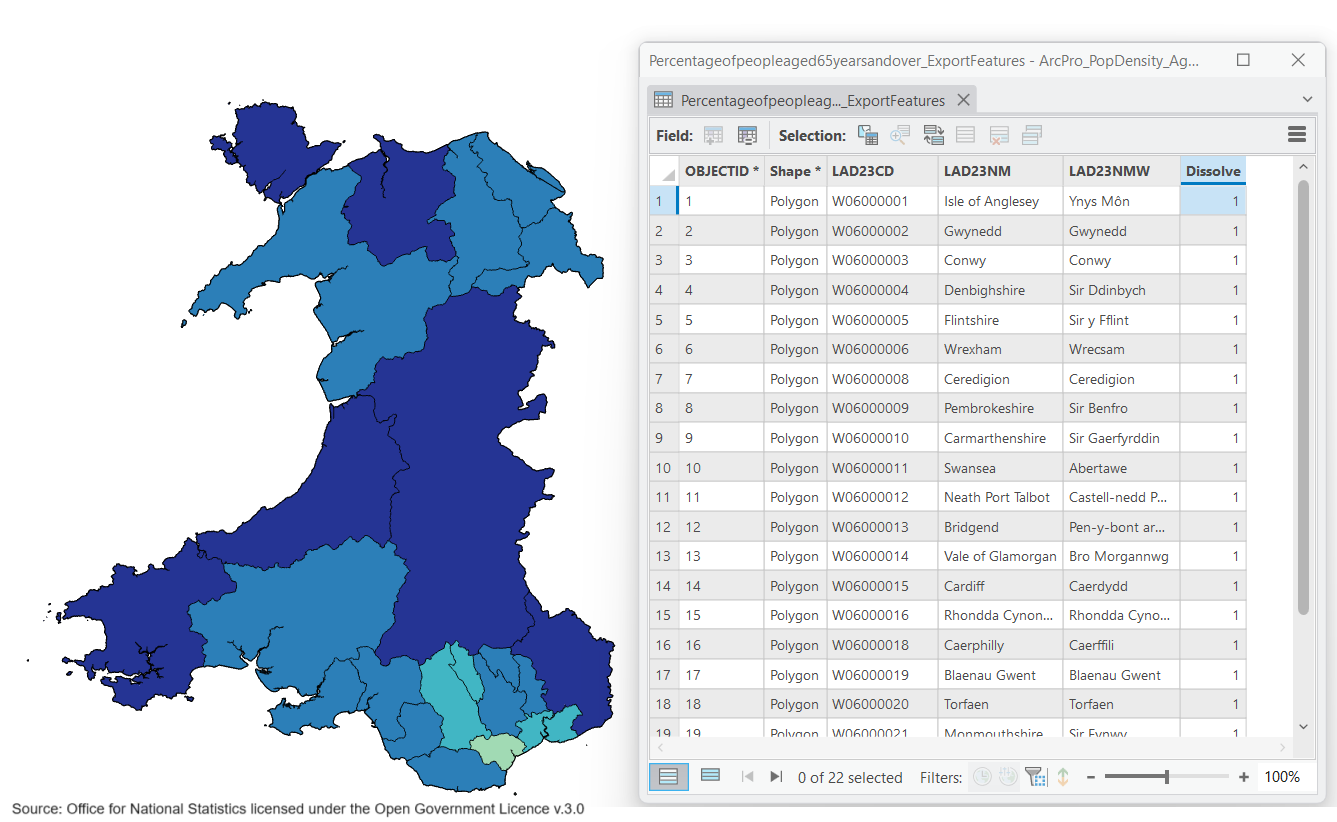 Percentageofpeopleaged65yearsandover_ExportFeatures - ArcPro_PopDensity_Ag...
Percentageofpeopleag..._ExportFeatures
Field: Selection:
OBJECTID * Shape * LAD23CD LAD23NM LAD23NMW Dissolve
1 1 Polygon W06000001 Isle of Anglesey Ynys Môn 1
2 2 Polygon W06000002 Gwynedd Gwynedd 1
3 3 Polygon W06000003 Conwy Conwy 1
4 4 Polygon W06000004 Denbighshire Sir Ddinbych 1
5 5 Polygon W06000005 Flintshire Sir y Fflint 1
6 6 Polygon W06000006 Wrexham Wrecsam 1
7 7 Polygon W06000008 Ceredigion Ceredigion 1
8 8 Polygon W06000009 Pembrokeshire Sir Benfro 1
9 9 Polygon W06000010 Carmarthenshire Sir Gaerfyrddin 1
10 10 Polygon W06000011 Swansea Abertawe 1
11 11 Polygon W06000012 Neath Port Talbot Castell-nedd P... 1
12 12 Polygon W06000013 Bridgend Pen-y-bont ar... 1
13 13 Polygon W06000014 Vale of Glamorgan Bro Morgannwg 1
14 14 Polygon W06000015 Cardiff Caerdydd 1
15 15 Polygon W06000016 Rhondda Cynon... Rhondda Cyno... 1
16 16 Polygon W06000018 Caerphilly Caerffili 1
17 17 Polygon W06000019 Blaenau Gwent Blaenau Gwent 1
18 18 Polygon W06000020 Torfaen Torfaen 1
19 19 Polygon W06000021 Monmouthshire Sir Fynwy 1
0 of 22 selected Filters: 100%
Source: Office for National Statistics licensed under the Open Government Licence v.3.0